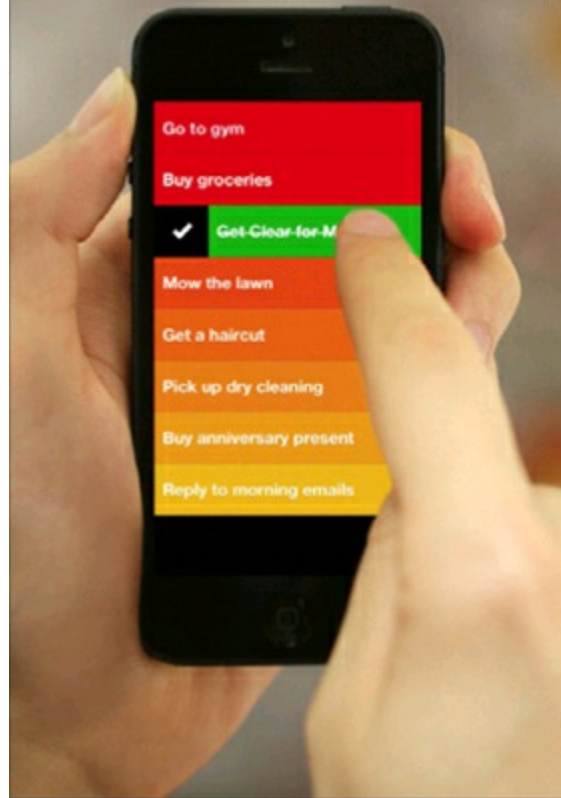 Go to gym
Buy groceries
Get Clear for M
Mow the lawn
Get a haircut
Pick up dry cleaning
Buy anniversary present
Reply to morning emails